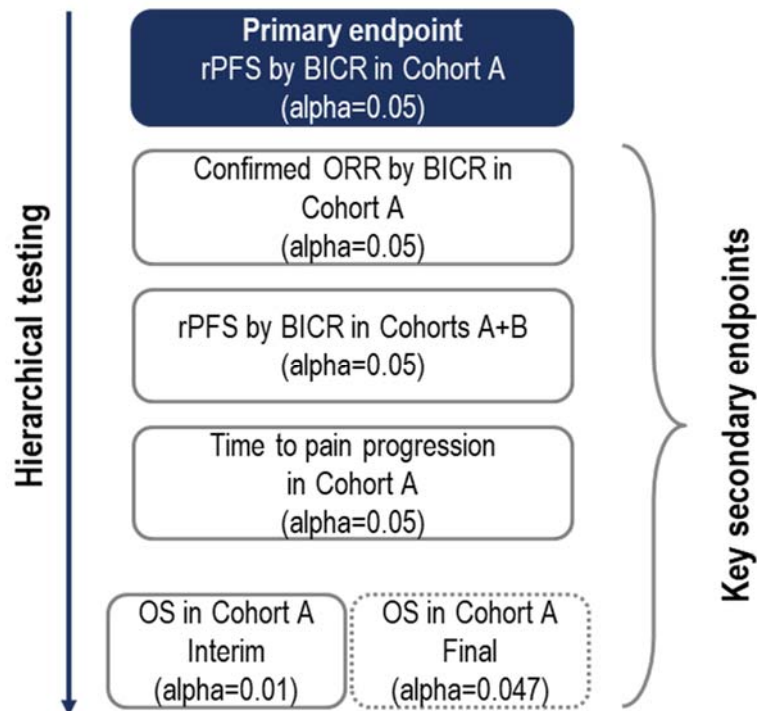 Hierarchical testing
Primary endpoint
rPFS by BICR in Cohort A
(alpha=0.05)
Confirmed ORR by BICR in
Cohort A
(alpha=0.05)
rPFS by BICR in Cohorts A+B
(alpha=0.05)
Time to pain progression
in Cohort A
(alpha=0.05)
OS in Cohort A
Interim
(alpha=0.01)
OS in Cohort A
Final
(alpha=0.047)
Key secondary endpoints